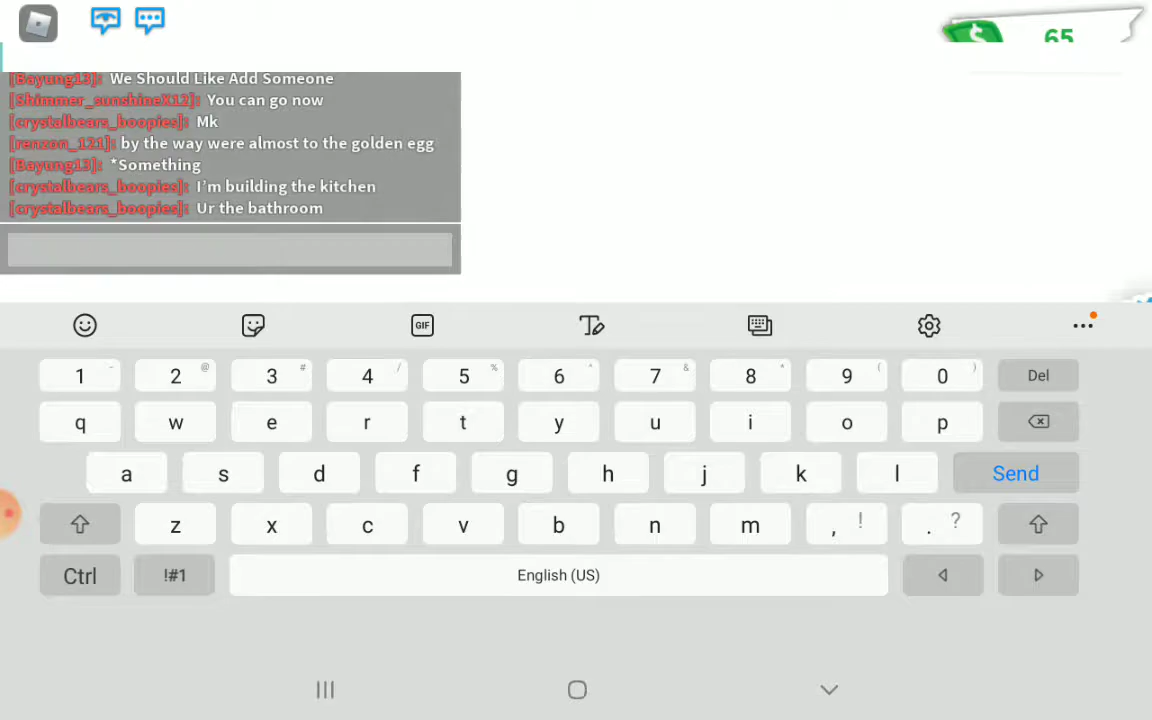 65
[Bayung13]: We Should Like Add Someone
[Shimmer_sunshineX12]: You can go now
[crystalbears_boopies]: Mk
[renzon_121]: by the way were almost to the golden egg
[Bayung13]: *Something
[crystalbears_boopies]: I'm building the kitchen
[crystalbears_boopies]: Ur the bathroom
GIF
1 - 2 @ 3 # 4 / 5 % 6 ^ 7 & 8 * 9 ( 0 ) Del
q w e r t y u i o p
a s d f g h j k l Send
z x c v b n m , ! . ?
Ctrl !#1 English (US)